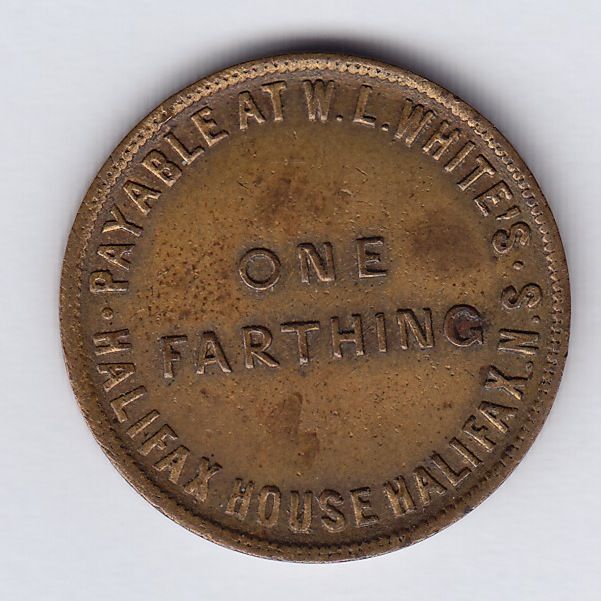 · PAYABLE AT W. L. WHITE'S ·
HALIFAX HOUSE HALIFAX. N.S.
ONE
FARTHING